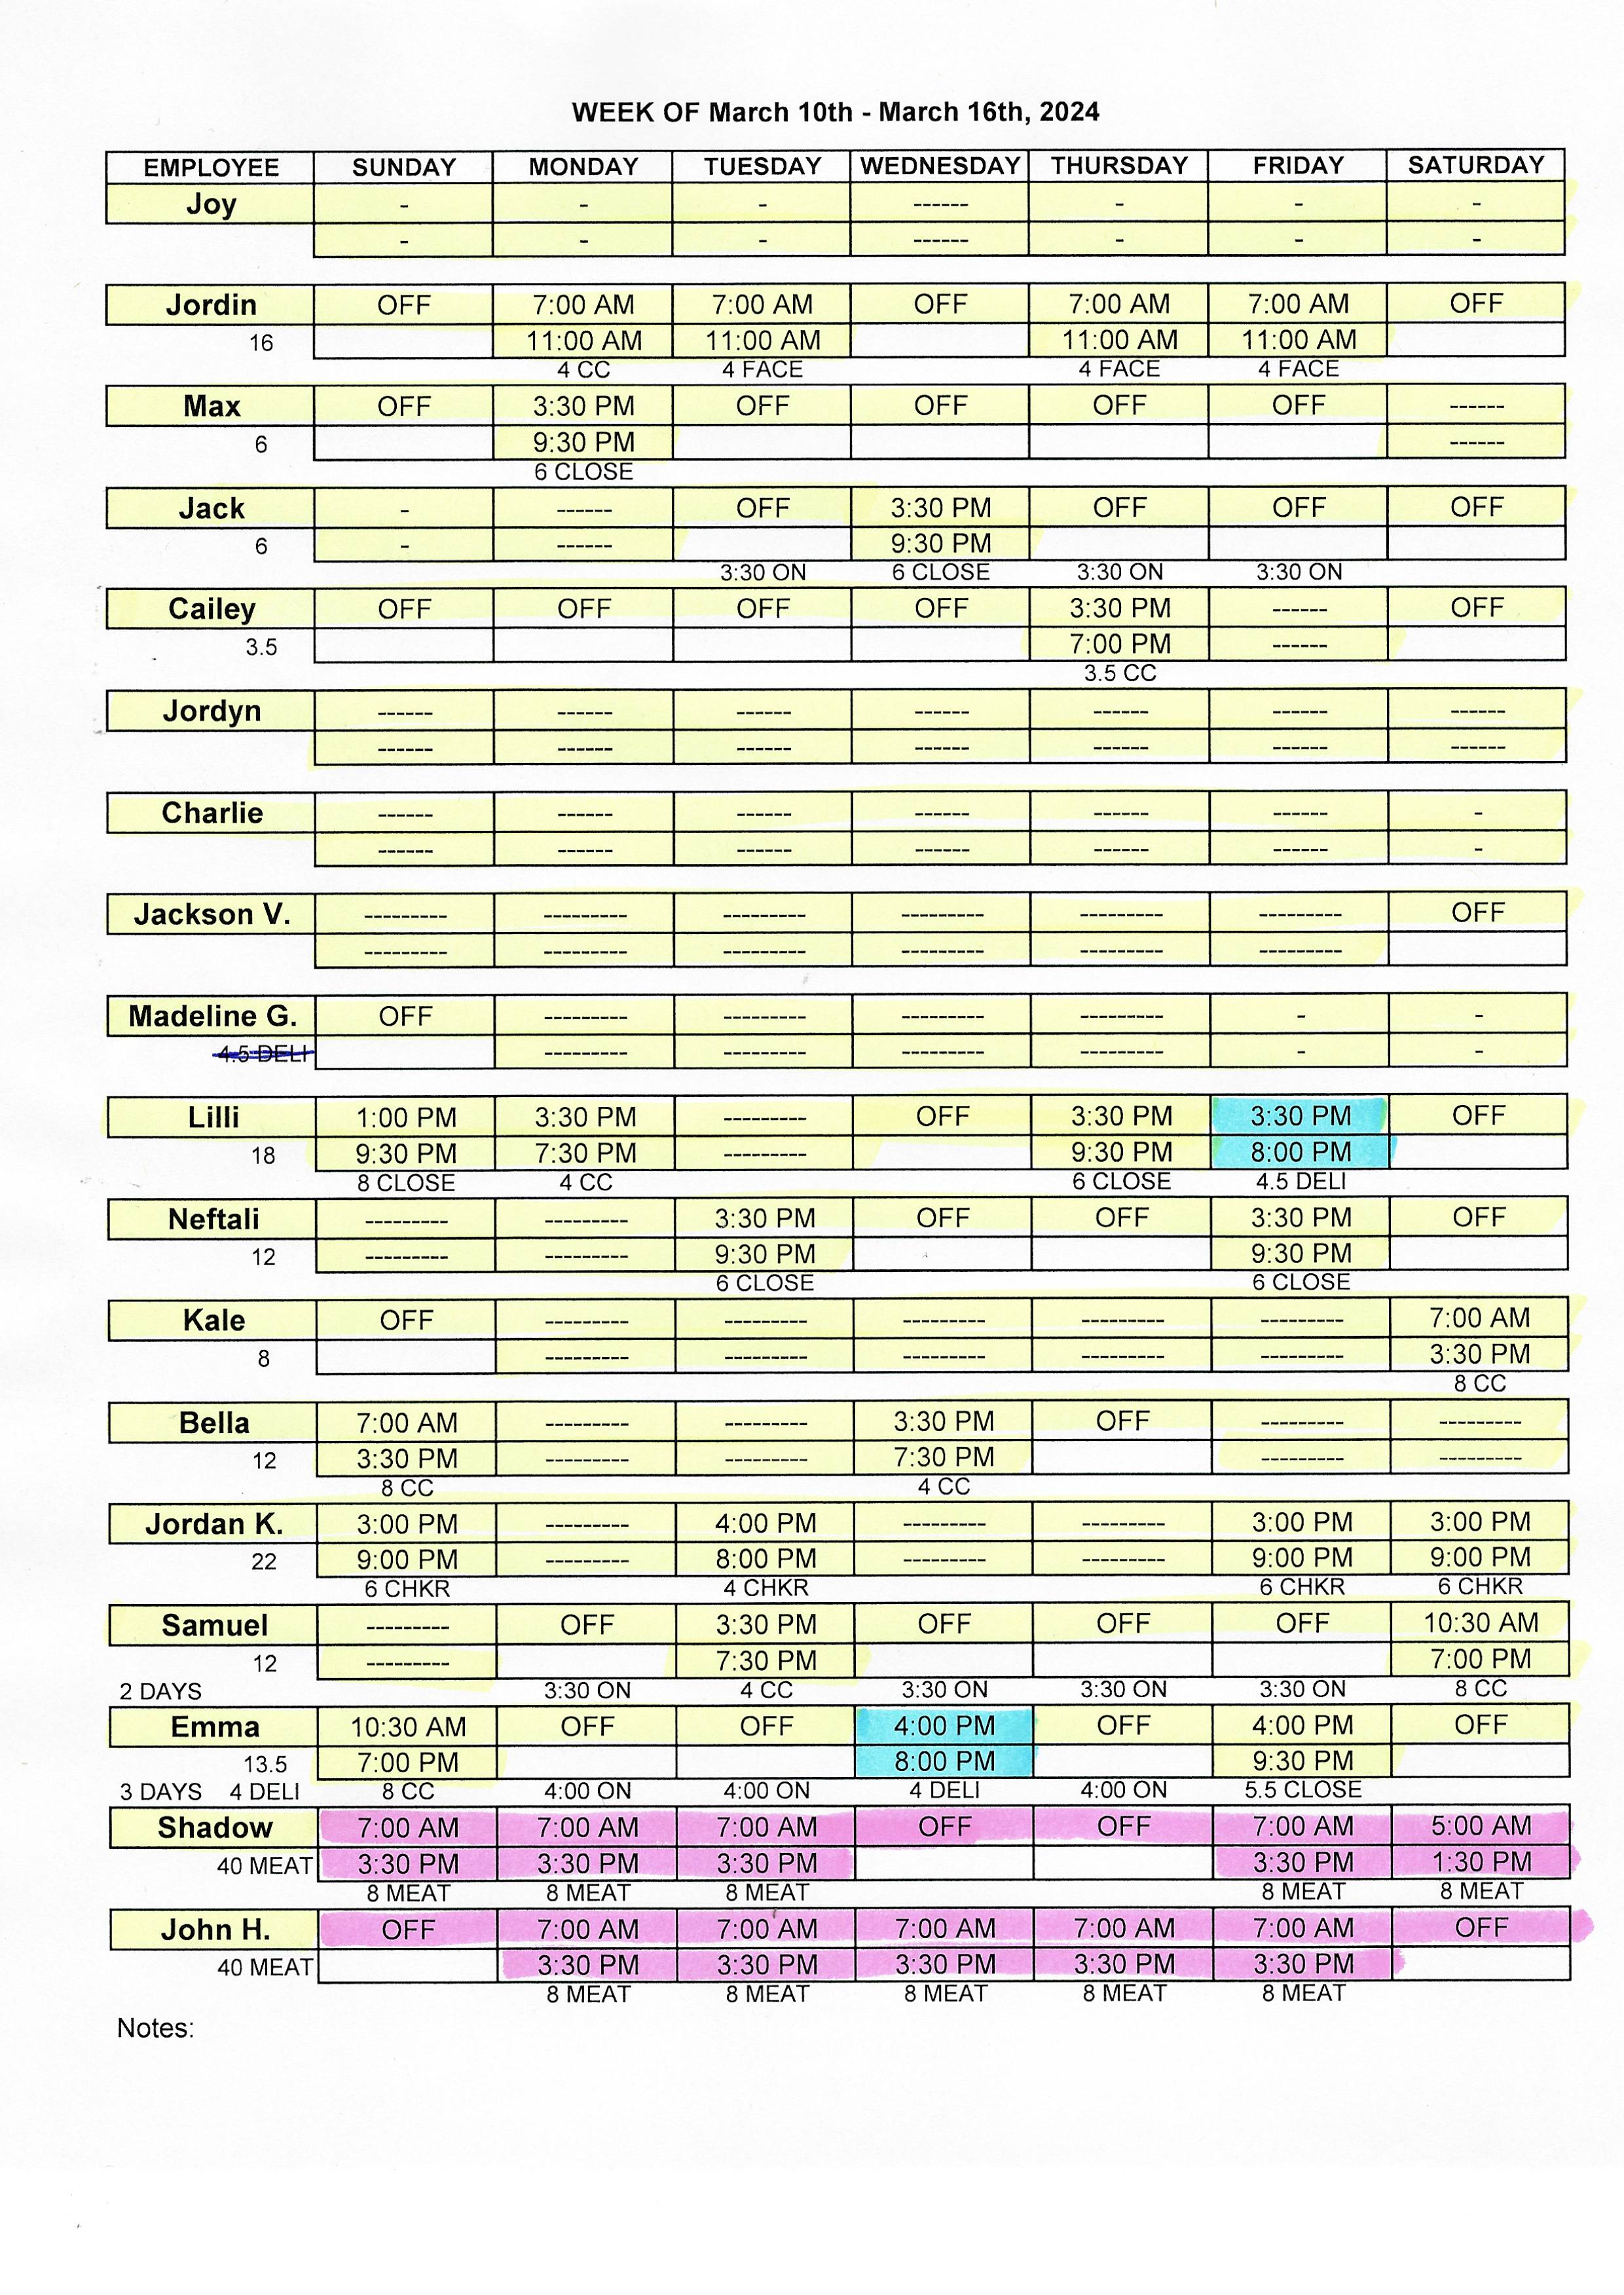 WEEK OF March 10th - March 16th, 2024
EMPLOYEE SUNDAY MONDAY TUESDAY WEDNESDAY THURSDAY FRIDAY SATURDAY
Joy - - - ------ - - -
- - - ------ - - -
Jordin OFF 7:00 AM 7:00 AM OFF 7:00 AM 7:00 AM OFF
16 11:00 AM 11:00 AM 11:00 AM 11:00 AM
4 CC 4 FACE 4 FACE 4 FACE
Max OFF 3:30 PM OFF OFF OFF OFF ------
6 9:30 PM ------
6 CLOSE
Jack - ------ OFF 3:30 PM OFF OFF OFF
6 - ------ 9:30 PM
3:30 ON 6 CLOSE 3:30 ON 3:30 ON
Cailey OFF OFF OFF OFF 3:30 PM ------ OFF
3.5 7:00 PM ------
3.5 CC
Jordyn ------ ------ ------ ------ ------ ------ ------
------ ------ ------ ------ ------ ------ ------
Charlie ------ ------ ------ ------ ------ ------ -
------ ------ ------ ------ ------ ------ -
Jackson V. --------- --------- --------- --------- --------- --------- OFF
--------- --------- --------- --------- --------- ---------
Madeline G. OFF --------- --------- --------- --------- - -
4.5 DELI --------- --------- --------- --------- - -
Lilli 1:00 PM 3:30 PM --------- OFF 3:30 PM 3:30 PM OFF
18 9:30 PM 7:30 PM --------- 9:30 PM 8:00 PM
8 CLOSE 4 CC 6 CLOSE 4.5 DELI
Neftali --------- --------- 3:30 PM OFF OFF 3:30 PM OFF
12 --------- --------- 9:30 PM 9:30 PM
6 CLOSE 6 CLOSE
Kale OFF --------- --------- --------- --------- --------- 7:00 AM
8 --------- --------- --------- --------- --------- 3:30 PM
8 CC
Bella 7:00 AM --------- --------- 3:30 PM OFF --------- ---------
12 3:30 PM --------- --------- 7:30 PM --------- ---------
8 CC 4 CC
Jordan K. 3:00 PM --------- 4:00 PM --------- --------- 3:00 PM 3:00 PM
22 9:00 PM --------- 8:00 PM --------- --------- 9:00 PM 9:00 PM
6 CHKR 4 CHKR 6 CHKR 6 CHKR
Samuel --------- OFF 3:30 PM OFF OFF OFF 10:30 AM
12 --------- 7:30 PM 7:00 PM
2 DAYS 3:30 ON 4 CC 3:30 ON 3:30 ON 3:30 ON 8 CC
Emma 10:30 AM OFF OFF 4:00 PM OFF 4:00 PM OFF
13.5 7:00 PM 8:00 PM 9:30 PM
3 DAYS 4 DELI 8 CC 4:00 ON 4:00 ON 4 DELI 4:00 ON 5.5 CLOSE
Shadow 7:00 AM 7:00 AM 7:00 AM OFF OFF 7:00 AM 5:00 AM
40 MEAT 3:30 PM 3:30 PM 3:30 PM 3:30 PM 1:30 PM
8 MEAT 8 MEAT 8 MEAT 8 MEAT 8 MEAT
John H. OFF 7:00 AM 7:00 AM 7:00 AM 7:00 AM 7:00 AM OFF
40 MEAT 3:30 PM 3:30 PM 3:30 PM 3:30 PM 3:30 PM
8 MEAT 8 MEAT 8 MEAT 8 MEAT 8 MEAT
Notes: